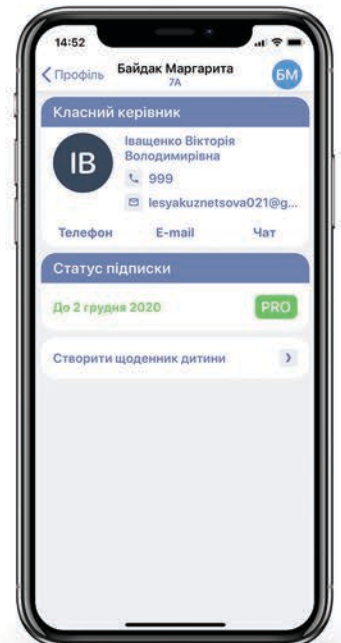 14:52
Профіль
Байдак Маргарита
7А
БМ
Класний керівник
ІВ
Іващенко Вікторія
Володимирівна
999
lesyakuznetsova021@g...
Телефон E-mail Чат
Статус підписки
До 2 грудня 2020 PRO
Створити щоденник дитини